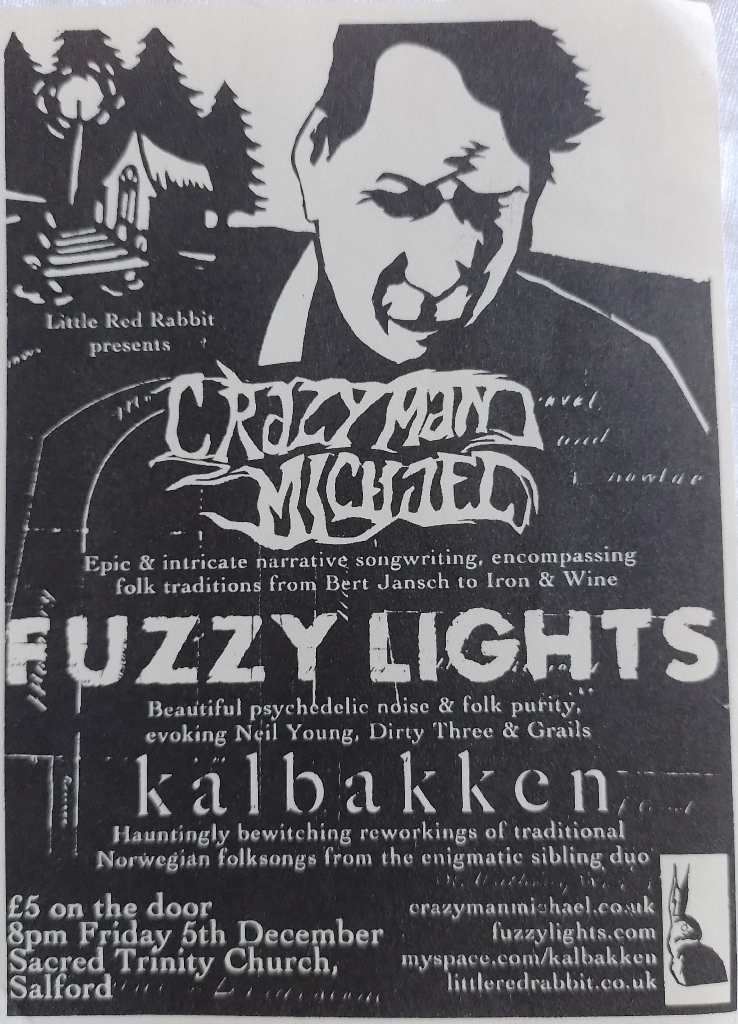 Little Red Rabbit
presents
CRAZY MAN
MICHAEL
Epic & intricate narrative songwriting, encompassing
folk traditions from Bert Jansch to Iron & Wine
FUZZY LIGHTS
Beautiful psychedelic noise & folk purity,
evoking Neil Young, Dirty Three & Grails
kalbakken
Hauntingly bewitching reworkings of traditional
Norwegian folksongs from the enigmatic sibling duo
£5 on the door
8pm Friday 5th December
Sacred Trinity Church,
Salford
crazymanmichael.co.uk
fuzzylights.com
myspace.com/kalbakken
littleredrabbit.co.uk